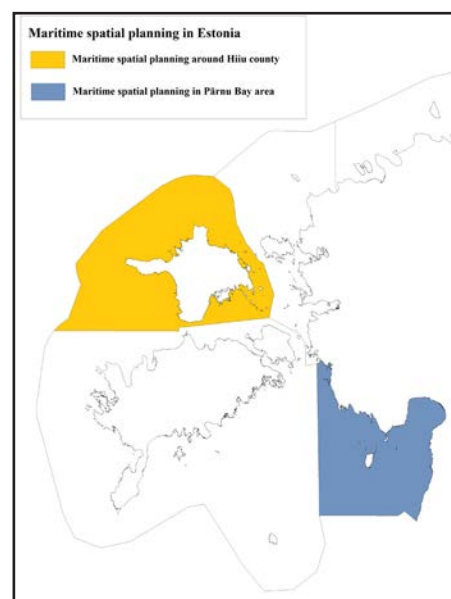 Maritime spatial planning in Estonia
Maritime spatial planning around Hiiu county
Maritime spatial planning in Pärnu Bay area